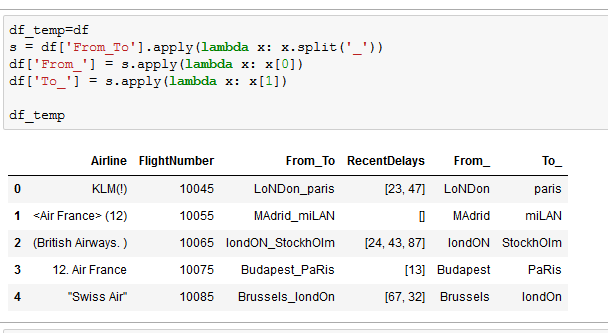 df_temp=df
s = df['From_To'].apply(lambda x: x.split('_'))
df['From_'] = s.apply(lambda x: x[0])
df['To_'] = s.apply(lambda x: x[1])
df_temp
Airline FlightNumber From_To RecentDelays From_ To_
0 KLM(!) 10045 LoNDon_paris [23, 47] LoNDon paris
1 <Air France> (12) 10055 MAdrid_miLAN [] MAdrid miLAN
2 (British Airways. ) 10065 londON_StockhOlm [24, 43, 87] londON StockhOlm
3 12. Air France 10075 Budapest_PaRis [13] Budapest PaRis
4 "Swiss Air" 10085 Brussels_londOn [67, 32] Brussels londOn